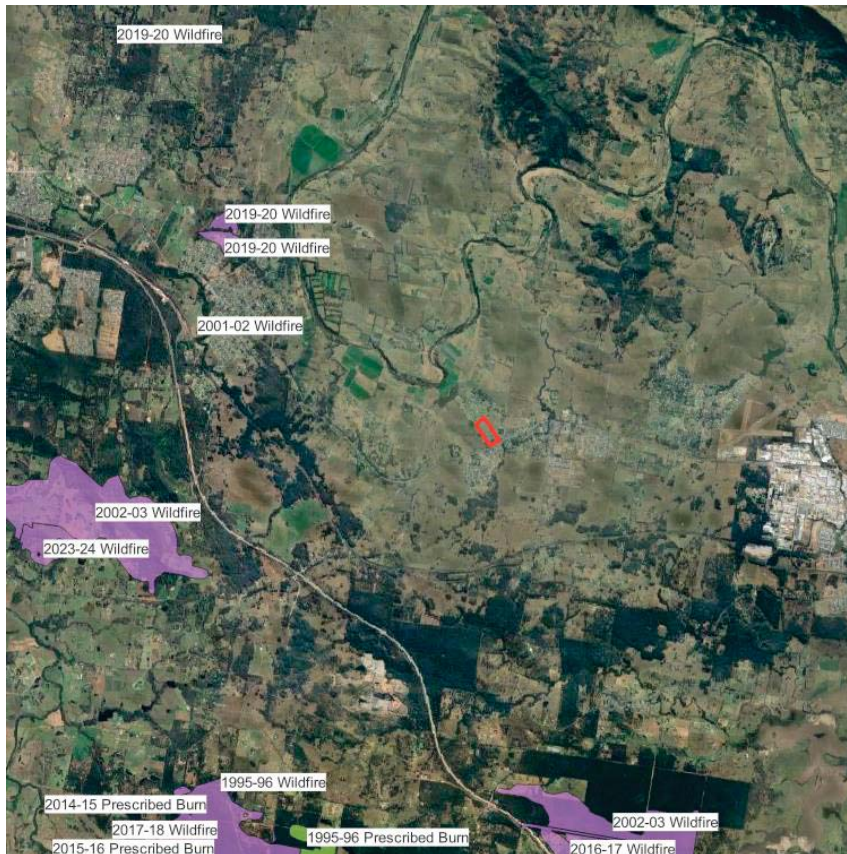 2019-20 Wildfire
2019-20 Wildfire
2019-20 Wildfire
2001-02 Wildfire
2002-03 Wildfire
2023-24 Wildfire
1995-96 Wildfire
2014-15 Prescribed Burn
2017-18 Wildfire
1995-96 Prescribed Burn
2002-03 Wildfire
2015-16 Prescribed Burn
2016-17 Wildfire